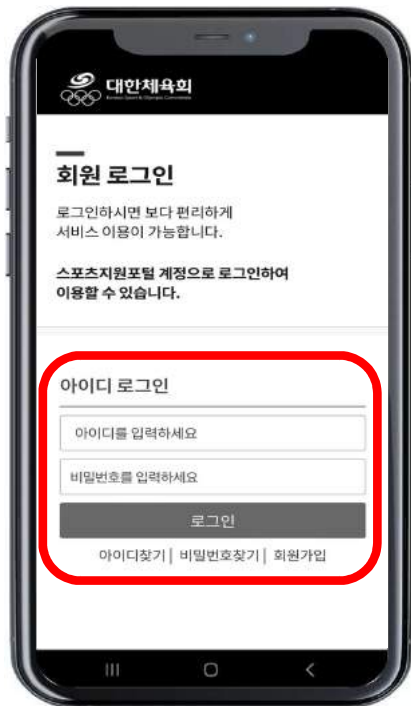 대한체육회
Korean Sport & Olympic Committee
회원 로그인
로그인하시면 보다 편리하게
서비스 이용이 가능합니다.
스포츠지원포털 계정으로 로그인하여
이용할 수 있습니다.
아이디 로그인
아이디를 입력하세요
비밀번호를 입력하세요
로그인
아이디찾기| 비밀번호찾기| 회원가입